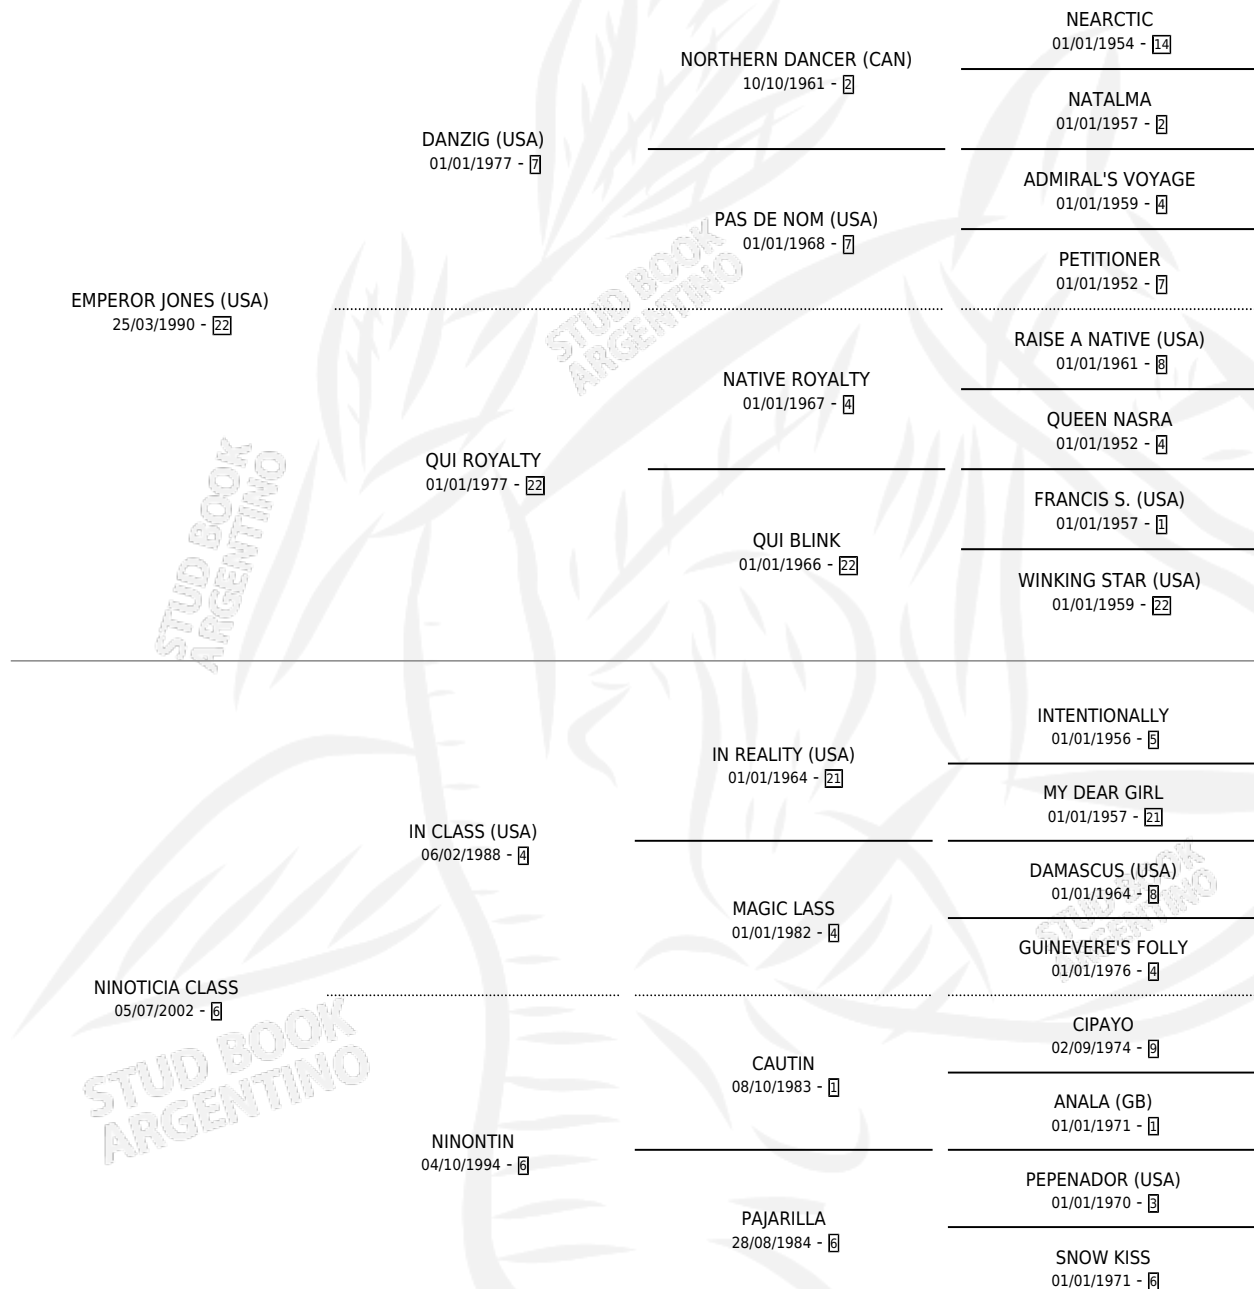 NEARCTIC
01/01/1954 - 14
NORTHERN DANCER (CAN)
10/10/1961 - 2
NATALMA
01/01/1957 - 2
DANZIG (USA)
01/01/1977 - 7
ADMIRAL'S VOYAGE
01/01/1959 - 4
PAS DE NOM (USA)
01/01/1968 - 7
PETITIONER
01/01/1952 - 7
EMPEROR JONES (USA)
25/03/1990 - 22
RAISE A NATIVE (USA)
01/01/1961 - 8
NATIVE ROYALTY
01/01/1967 - 4
QUEEN NASRA
01/01/1952 - 4
QUI ROYALTY
01/01/1977 - 22
FRANCIS S. (USA)
01/01/1957 - 1
QUI BLINK
01/01/1966 - 22
WINKING STAR (USA)
01/01/1959 - 22
INTENTIONALLY
01/01/1956 - 5
IN REALITY (USA)
01/01/1964 - 21
MY DEAR GIRL
01/01/1957 - 21
IN CLASS (USA)
06/02/1988 - 4
DAMASCUS (USA)
01/01/1964 - 8
MAGIC LASS
01/01/1982 - 4
GUINEVERE'S FOLLY
01/01/1976 - 4
NINOTICIA CLASS
05/07/2002 - 6
CIPAYO
02/09/1974 - 9
CAUTIN
08/10/1983 - 1
ANALA (GB)
01/01/1971 - 1
NINONTIN
04/10/1994 - 6
PEPENADOR (USA)
01/01/1970 - 3
PAJARILLA
28/08/1984 - 6
SNOW KISS
01/01/1971 - 6
STUD BOOK
ARGENTINO
STUD BOOK
ARGENTINO
STUD BOOK
ARGENTINO
STUD BOOK
ARGENTINO